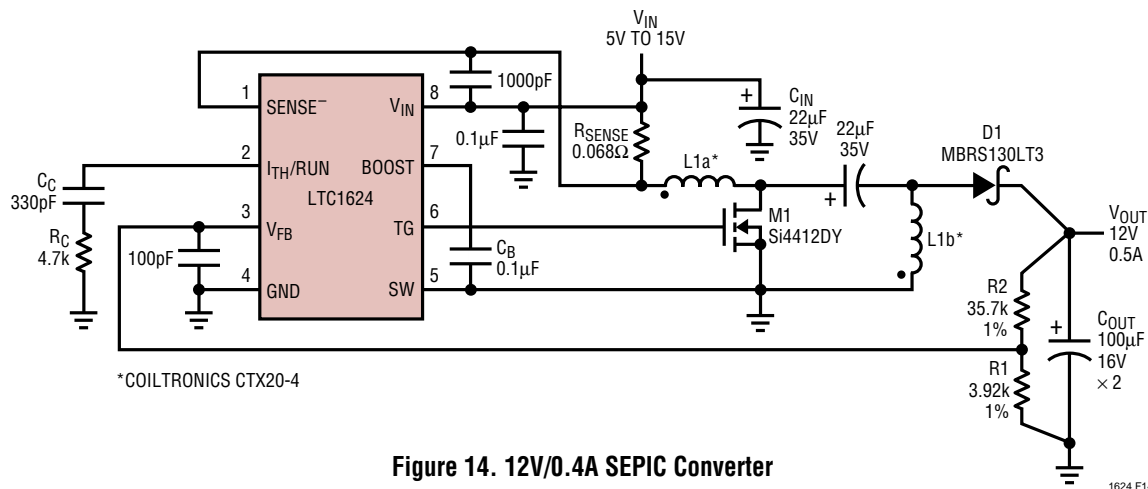 V_IN
5V TO 15V
1000pF
1
SENSE–
V_IN
8
0.1µF
R_SENSE
0.068Ω
+
C_IN
22µF
35V
22µF
35V
+
D1
MBRS130LT3
L1a*
2
I_TH/RUN
BOOST
7
C_C
330pF
LTC1624
3
V_FB
TG
6
M1
Si4412DY
L1b*
V_OUT
12V
0.5A
R_C
4.7k
100pF
C_B
0.1µF
4
GND
SW
5
R2
35.7k
1%
+
C_OUT
100µF
16V
× 2
R1
3.92k
1%
*COILTRONICS CTX20-4
Figure 14. 12V/0.4A SEPIC Converter